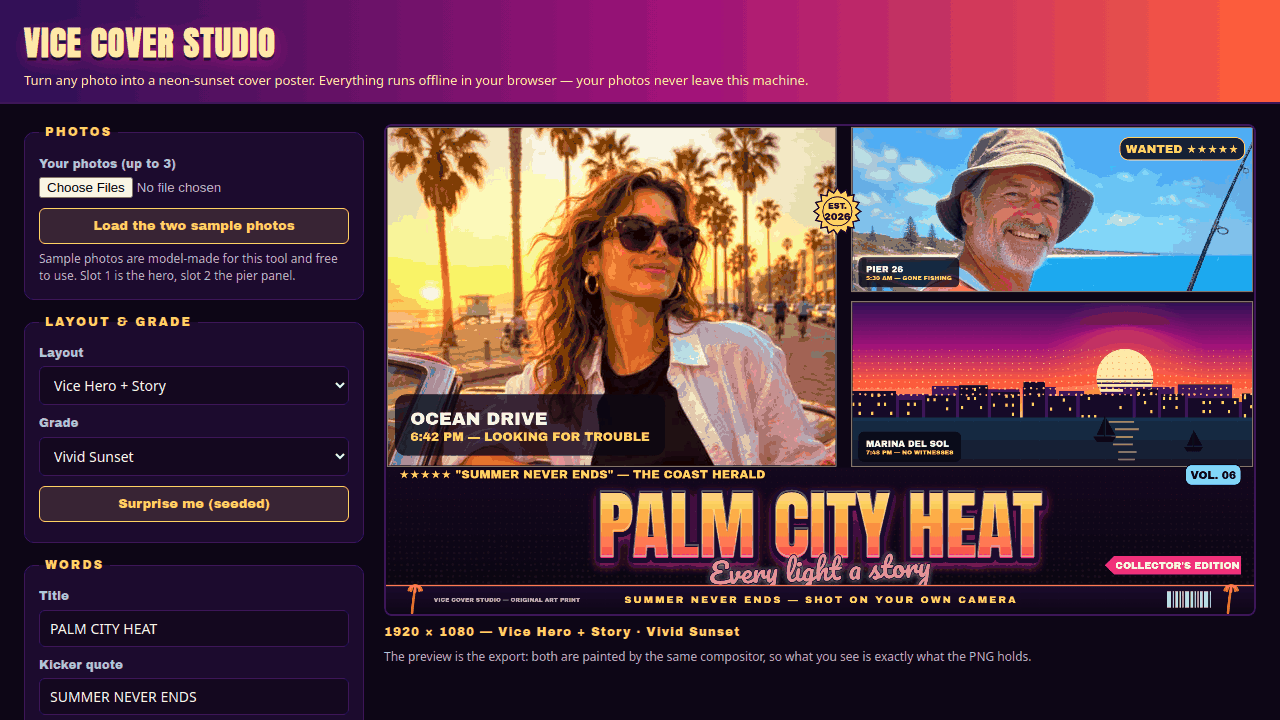 VICE COVER STUDIO
Turn any photo into a neon-sunset cover poster. Everything runs offline in your browser — your photos never leave this machine.
PHOTOS
Your photos (up to 3)
Choose Files No file chosen
Load the two sample photos
Sample photos are model-made for this tool and free
to use. Slot 1 is the hero, slot 2 the pier panel.
LAYOUT & GRADE
Layout
Vice Hero + Story
Grade
Vivid Sunset
Surprise me (seeded)
WORDS
Title
PALM CITY HEAT
Kicker quote
SUMMER NEVER ENDS
OCEAN DRIVE
6:42 PM — LOOKING FOR TROUBLE
EST.
2026
WANTED ★★★★★
PIER 26
5:30 AM — GONE FISHING
MARINA DEL SOL
7:48 PM — NO WITNESSES
★★★★★ "SUMMER NEVER ENDS" — THE COAST HERALD
VOL. 06
PALM CITY HEAT
Every light a story
COLLECTOR'S EDITION
VICE COVER STUDIO — ORIGINAL ART PRINT
SUMMER NEVER ENDS — SHOT ON YOUR OWN CAMERA
1920 × 1080 — Vice Hero + Story · Vivid Sunset
The preview is the export: both are painted by the same compositor, so what you see is exactly what the PNG holds.